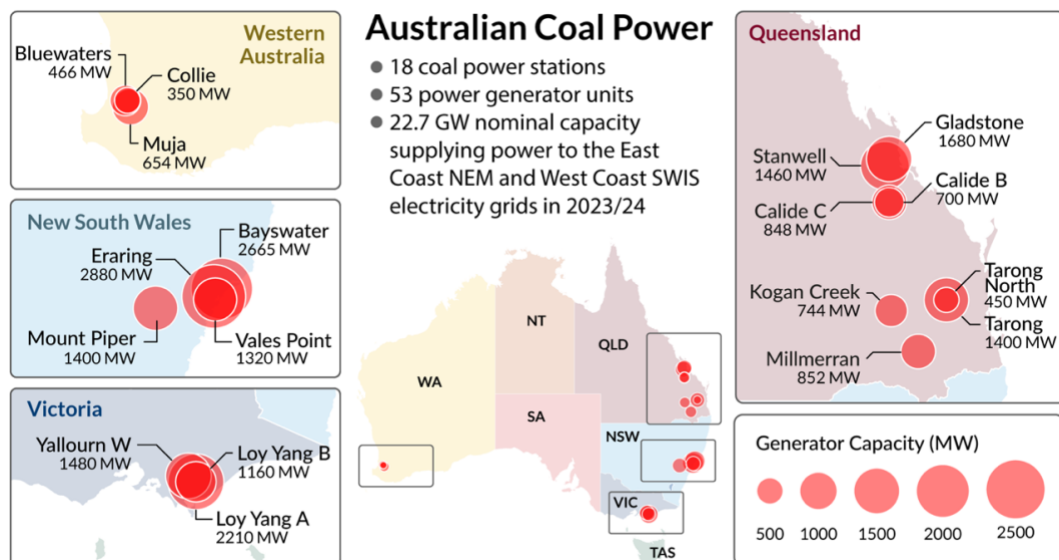 Australian Coal Power
18 coal power stations
53 power generator units
22.7 GW nominal capacity
supplying power to the East
Coast NEM and West Coast SWIS
electricity grids in 2023/24
Western
Australia
Bluewaters
466 MW
Collie
350 MW
Muja
654 MW
New South Wales
Bayswater
2665 MW
Eraring
2880 MW
Mount Piper
1400 MW
Vales Point
1320 MW
Victoria
Yallourn W
1480 MW
Loy Yang B
1160 MW
Loy Yang A
2210 MW
WA
NT
QLD
SA
NSW
VIC
TAS
Queensland
Gladstone
1680 MW
Stanwell
1460 MW
Calide B
700 MW
Calide C
848 MW
Tarong
North
450 MW
Kogan Creek
744 MW
Tarong
1400 MW
Millmerran
852 MW
Generator Capacity (MW)
500 1000 1500 2000 2500